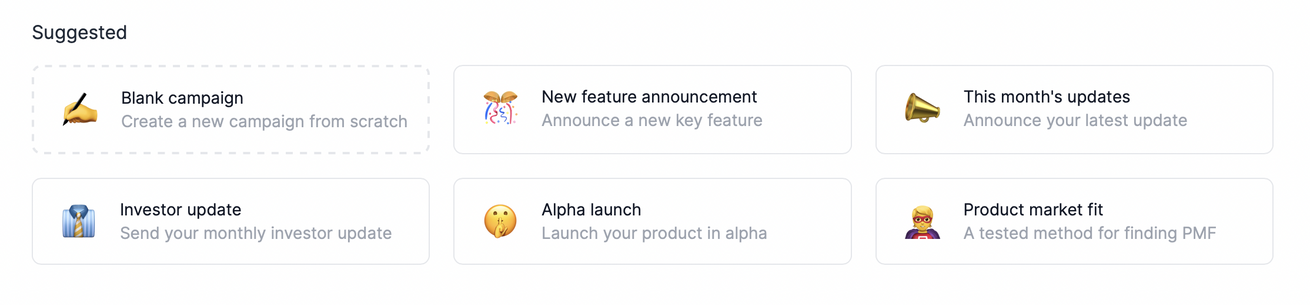 Suggested
Blank campaign
Create a new campaign from scratch
New feature announcement
Announce a new key feature
This month's updates
Announce your latest update
Investor update
Send your monthly investor update
Alpha launch
Launch your product in alpha
Product market fit
A tested method for finding PMF